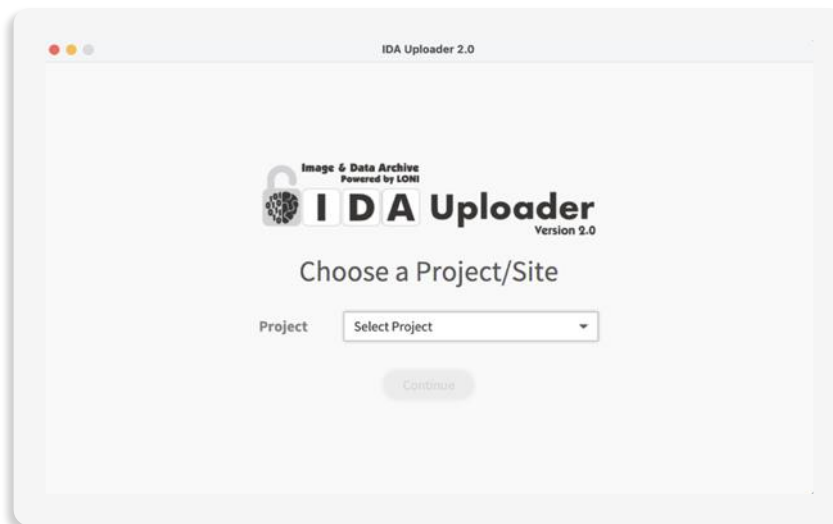 IDA Uploader 2.0
Image & Data Archive
Powered by LONI
IDA Uploader
Version 2.0
Choose a Project/Site
Project
Select Project
Continue